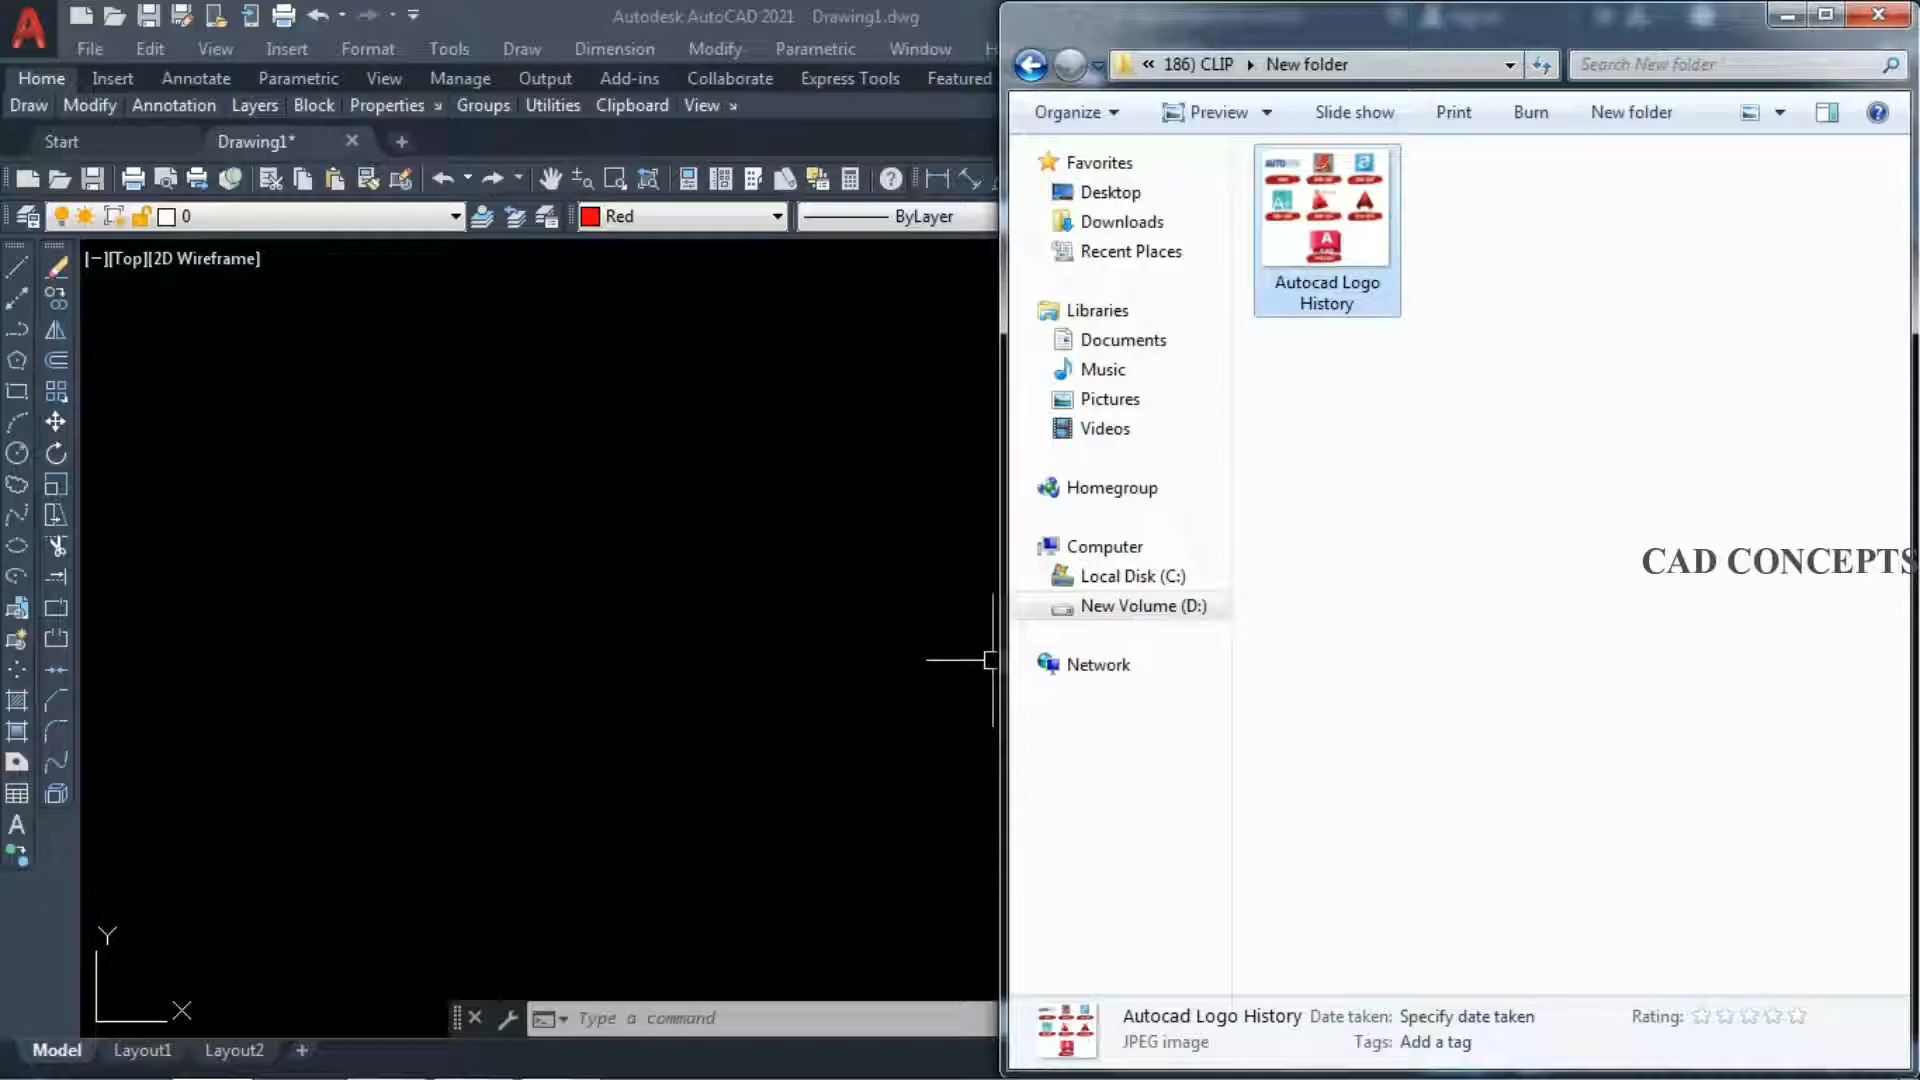 Autodesk AutoCAD 2021 Drawing1.dwg
File Edit View Insert Format Tools Draw Dimension Modify Parametric Window
Home Insert Annotate Parametric View Manage Output Add-ins Collaborate Express Tools Featured
Draw Modify Annotation Layers Block Properties Groups Utilities Clipboard View
Start Drawing1*
0 Red ByLayer
[−][Top][2D Wireframe]
Y
X
Type a command
Model Layout1 Layout2
« 186) CLIP New folder
Search New folder
Organize Preview Slide show Print Burn New folder
Favorites
Desktop
Downloads
Recent Places
Libraries
Documents
Music
Pictures
Videos
Homegroup
Computer
Local Disk (C:)
New Volume (D:)
Network
Autocad Logo
History
CAD CONCEPTS
Autocad Logo History Date taken: Specify date taken Rating:
JPEG image Tags: Add a tag